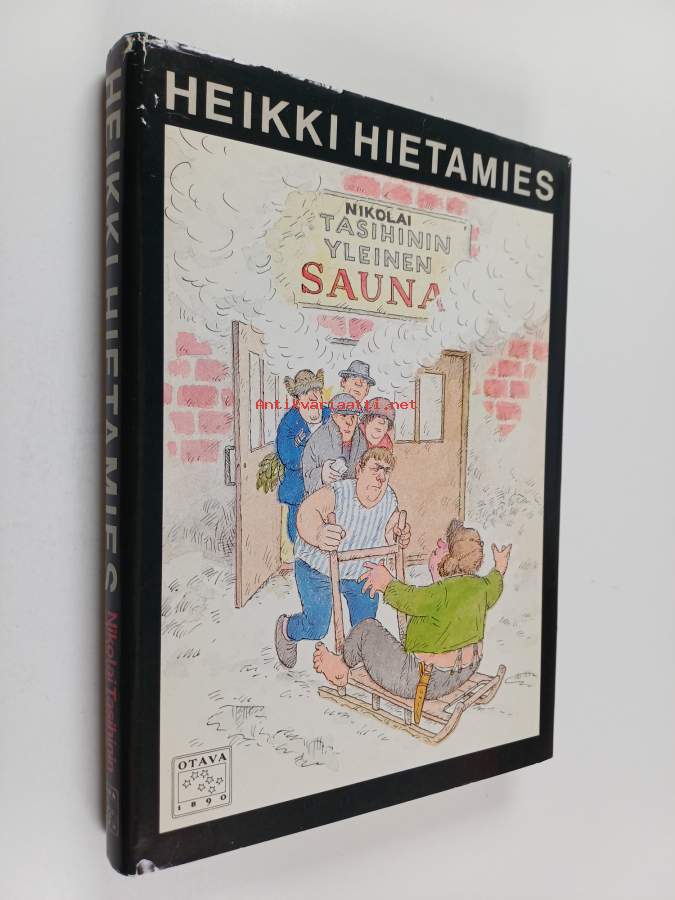 HEIKKI HIETAMIES
NIKOLAI
TASIHININ
YLEINEN
SAUNA
Antikvariaatti.net
OTAVA
1890
HEIKKI HIETAMIES
Nikolai Tasihinin